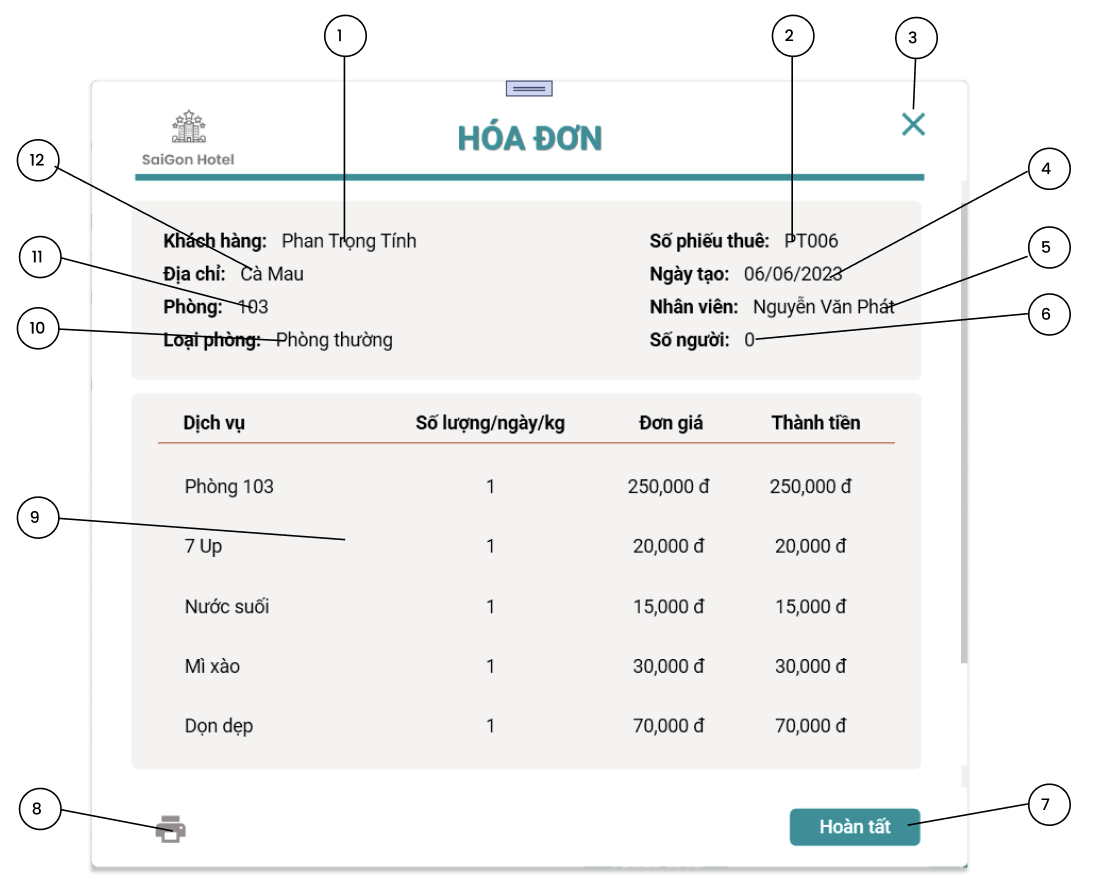 1
2
3
SaiGon Hotel
HÓA ĐƠN
12
4
Khách hàng: Phan Trọng Tính
Số phiếu thuê: PT006
11
5
Địa chỉ: Cà Mau
Ngày tạo: 06/06/2023
Phòng: 103
Nhân viên: Nguyễn Văn Phát
10
6
Loại phòng: Phòng thường
Số người: 0
Dịch vụ Số lượng/ngày/kg Đơn giá Thành tiền
Phòng 103 1 250,000 đ 250,000 đ
9
7 Up 1 20,000 đ 20,000 đ
Nước suối 1 15,000 đ 15,000 đ
Mì xào 1 30,000 đ 30,000 đ
Dọn dẹp 1 70,000 đ 70,000 đ
8
7
Hoàn tất